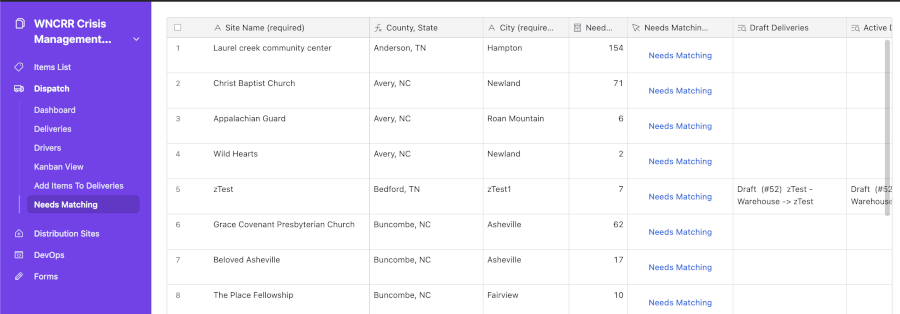 WNCRR Crisis
Management...
Items List
Dispatch
Dashboard
Deliveries
Drivers
Kanban View
Add Items To Deliveries
Needs Matching
Distribution Sites
DevOps
Forms
Site Name (required) County, State City (require... Need... Needs Matchin... Draft Deliveries Active D
1 Laurel creek community center Anderson, TN Hampton 154 Needs Matching
2 Christ Baptist Church Avery, NC Newland 71 Needs Matching
3 Appalachian Guard Avery, NC Roan Mountain 6 Needs Matching
4 Wild Hearts Avery, NC Newland 2 Needs Matching
5 zTest Bedford, TN zTest1 7 Needs Matching Draft (#52) zTest - Draft (#52
Warehouse -> zTest Warehouse
6 Grace Covenant Presbyterian Church Buncombe, NC Asheville 62 Needs Matching
7 Beloved Asheville Buncombe, NC Asheville 17 Needs Matching
8 The Place Fellowship Buncombe, NC Fairview 10 Needs Matching